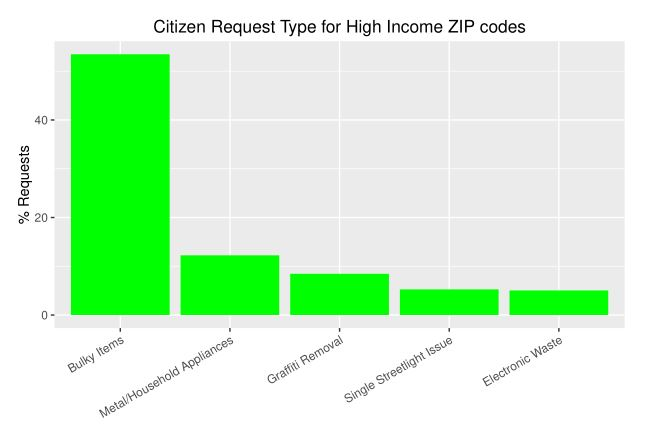 Citizen Request Type for High Income ZIP codes
% Requests
40
20
0
Bulky Items
Metal/Household Appliances
Graffiti Removal
Single Streetlight Issue
Electronic Waste